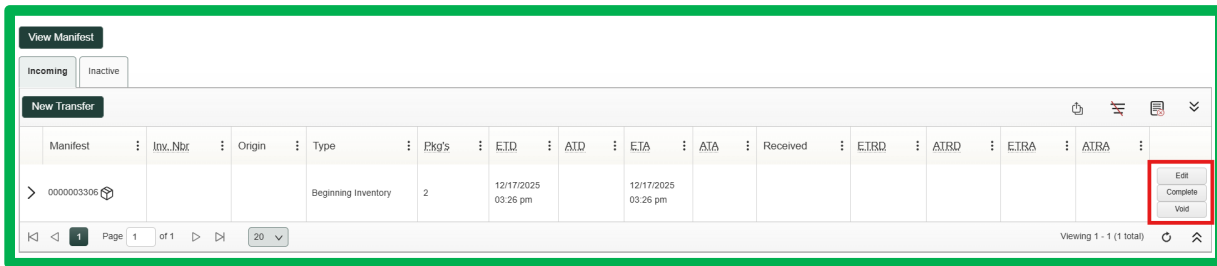 View Manifest
Incoming Inactive
New Transfer
Manifest Inv. Nbr Origin Type Pkg's ETD ATD ETA ATA Received ETRD ATRD ETRA ATRA
0000003306 Beginning Inventory 2 12/17/2025 03:26 pm 12/17/2025 03:26 pm Edit
Complete
Void
1 Page 1 of 1 20 Viewing 1 - 1 (1 total)